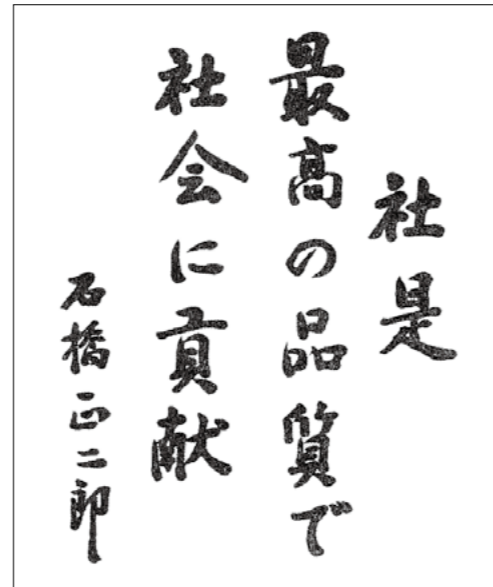 社是
最高の品質で
社会に貢献
石橋正二郎